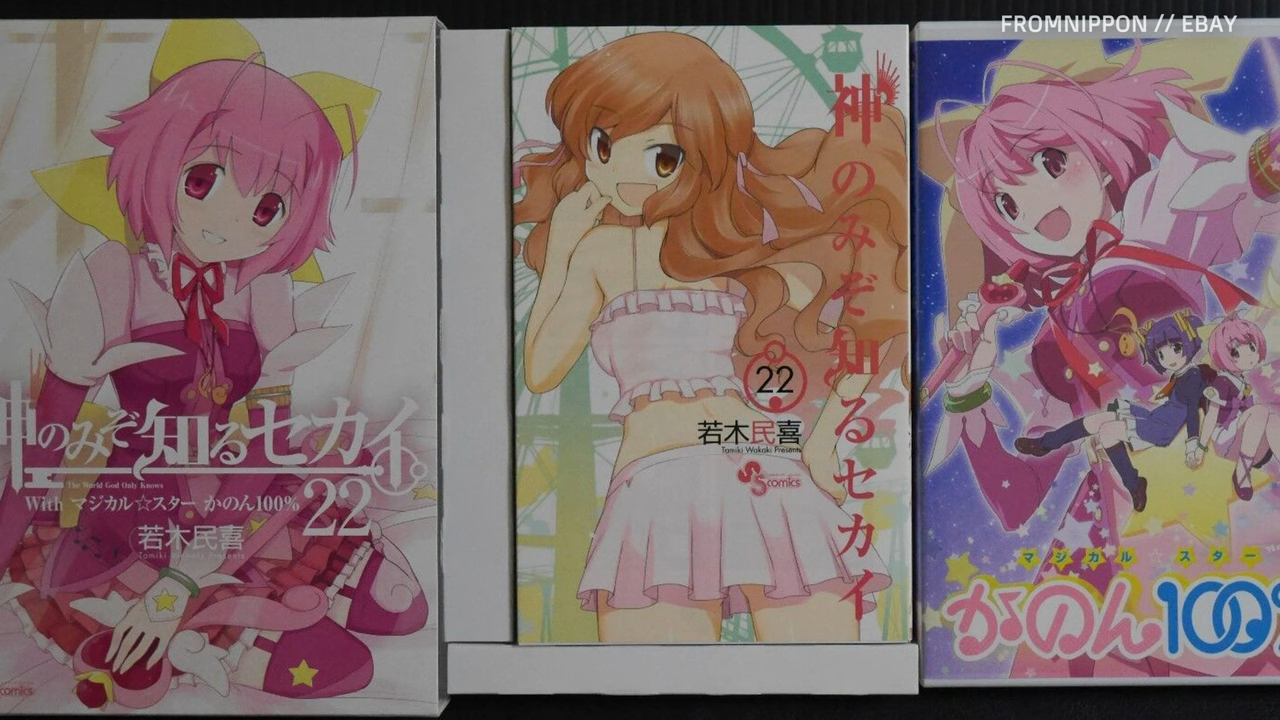 FROMNIPPON // EBAY
神のみぞ知るセカイ
The World God Only Knows
With マジカル☆スター かのん100%
22
若木民喜
Tamiki Wakaki Presents
comics
神のみぞ知るセカイ
22
若木民喜
Tamiki Wakaki Presents
SS comics
マジカル スター
かのん100%